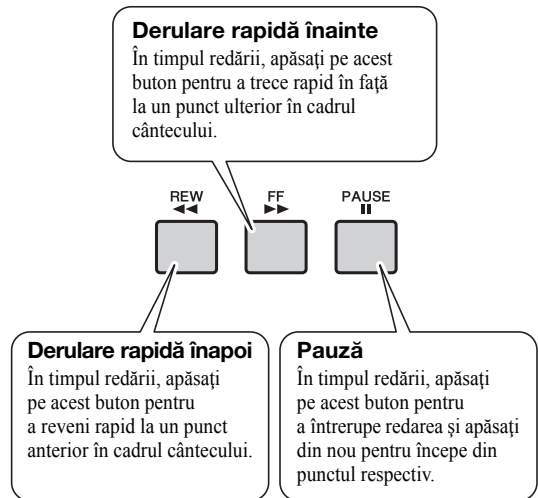 Derulare rapidă înainte
În timpul redării, apăsați pe acest
buton pentru a trece rapid în față
la un punct ulterior în cadrul
cântecului.
REW
◄◄
FF
►►
PAUSE
II
Derulare rapidă înapoi
În timpul redării, apăsați
pe acest buton pentru
a reveni rapid la un punct
anterior în cadrul cântecului.
Pauză
În timpul redării, apăsați
pe acest buton pentru
a întrerupe redarea și apăsați
din nou pentru începe din
punctul respectiv.